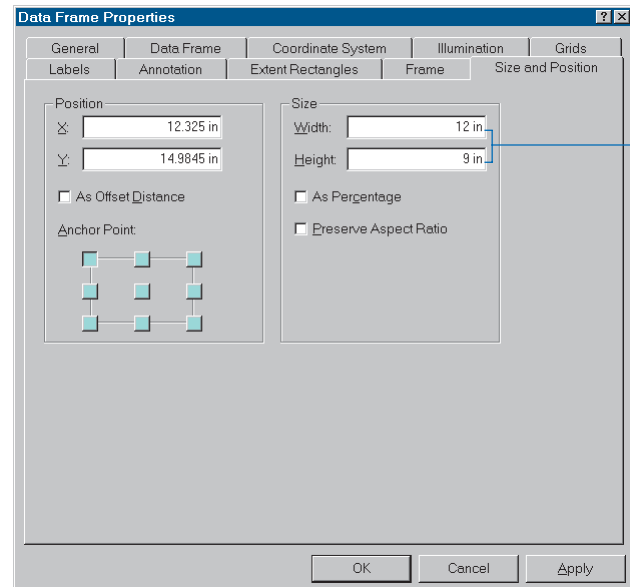 Data Frame Properties
General Data Frame Coordinate System Illumination Grids
Labels Annotation Extent Rectangles Frame Size and Position
Position
X: 12.325 in
Y: 14.9845 in
As Offset Distance
Anchor Point:
Size
Width: 12 in
Height: 9 in
As Percentage
Preserve Aspect Ratio
OK Cancel Apply